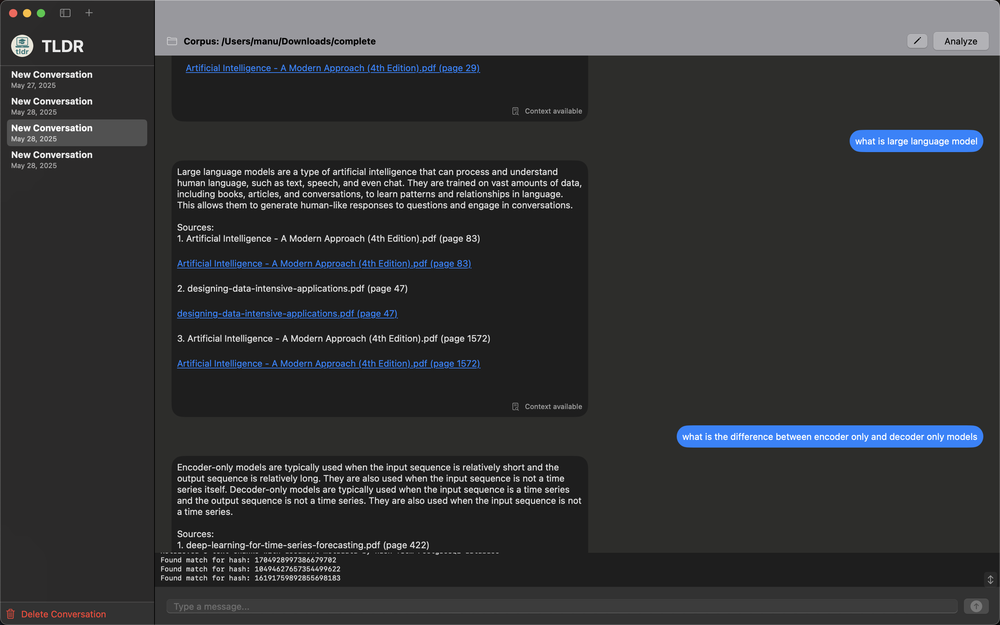 tldr
TLDR
New Conversation
May 27, 2025
New Conversation
May 28, 2025
New Conversation
May 28, 2025
New Conversation
May 28, 2025
Delete Conversation
Corpus: /Users/manu/Downloads/complete
Analyze
Artificial Intelligence - A Modern Approach (4th Edition).pdf (page 29)
Context available
what is large language model
Large language models are a type of artificial intelligence that can process and understand
human language, such as text, speech, and even chat. They are trained on vast amounts of data,
including books, articles, and conversations, to learn patterns and relationships in language.
This allows them to generate human-like responses to questions and engage in conversations.
Sources:
1. Artificial Intelligence - A Modern Approach (4th Edition).pdf (page 83)
Artificial Intelligence - A Modern Approach (4th Edition).pdf (page 83)
2. designing-data-intensive-applications.pdf (page 47)
designing-data-intensive-applications.pdf (page 47)
3. Artificial Intelligence - A Modern Approach (4th Edition).pdf (page 1572)
Artificial Intelligence - A Modern Approach (4th Edition).pdf (page 1572)
Context available
what is the difference between encoder only and decoder only models
Encoder-only models are typically used when the input sequence is relatively short and the
output sequence is relatively long. They are also used when the input sequence is not a time
series itself. Decoder-only models are typically used when the input sequence is a time series
and the output sequence is not a time series. They are also used when the input sequence is not
a time series.
Sources:
1. deep-learning-for-time-series-forecasting.pdf (page 422)
Found match for hash: 1704928997386679702
Found match for hash: 10494627657354499622
Found match for hash: 16191759892855698183
Type a message...